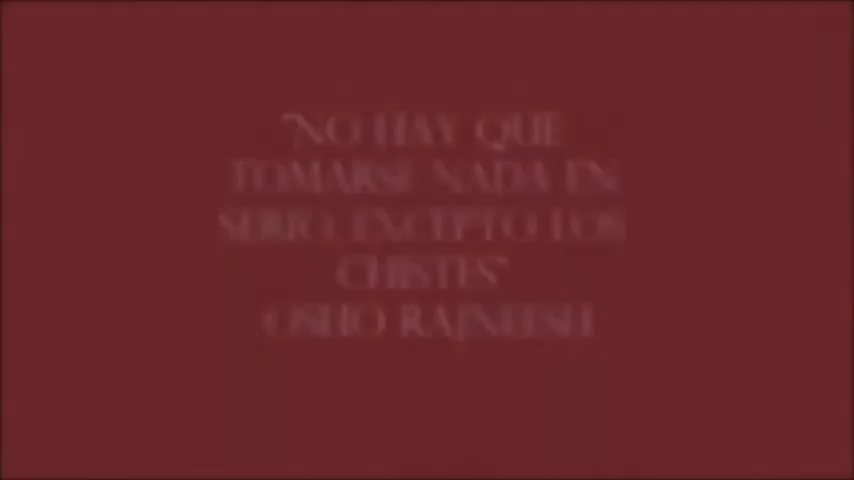 "NO HAY QUE
TOMARSE NADA EN
SERIO, EXCEPTO LOS
CHISTES"
OSHO RAJNEESH